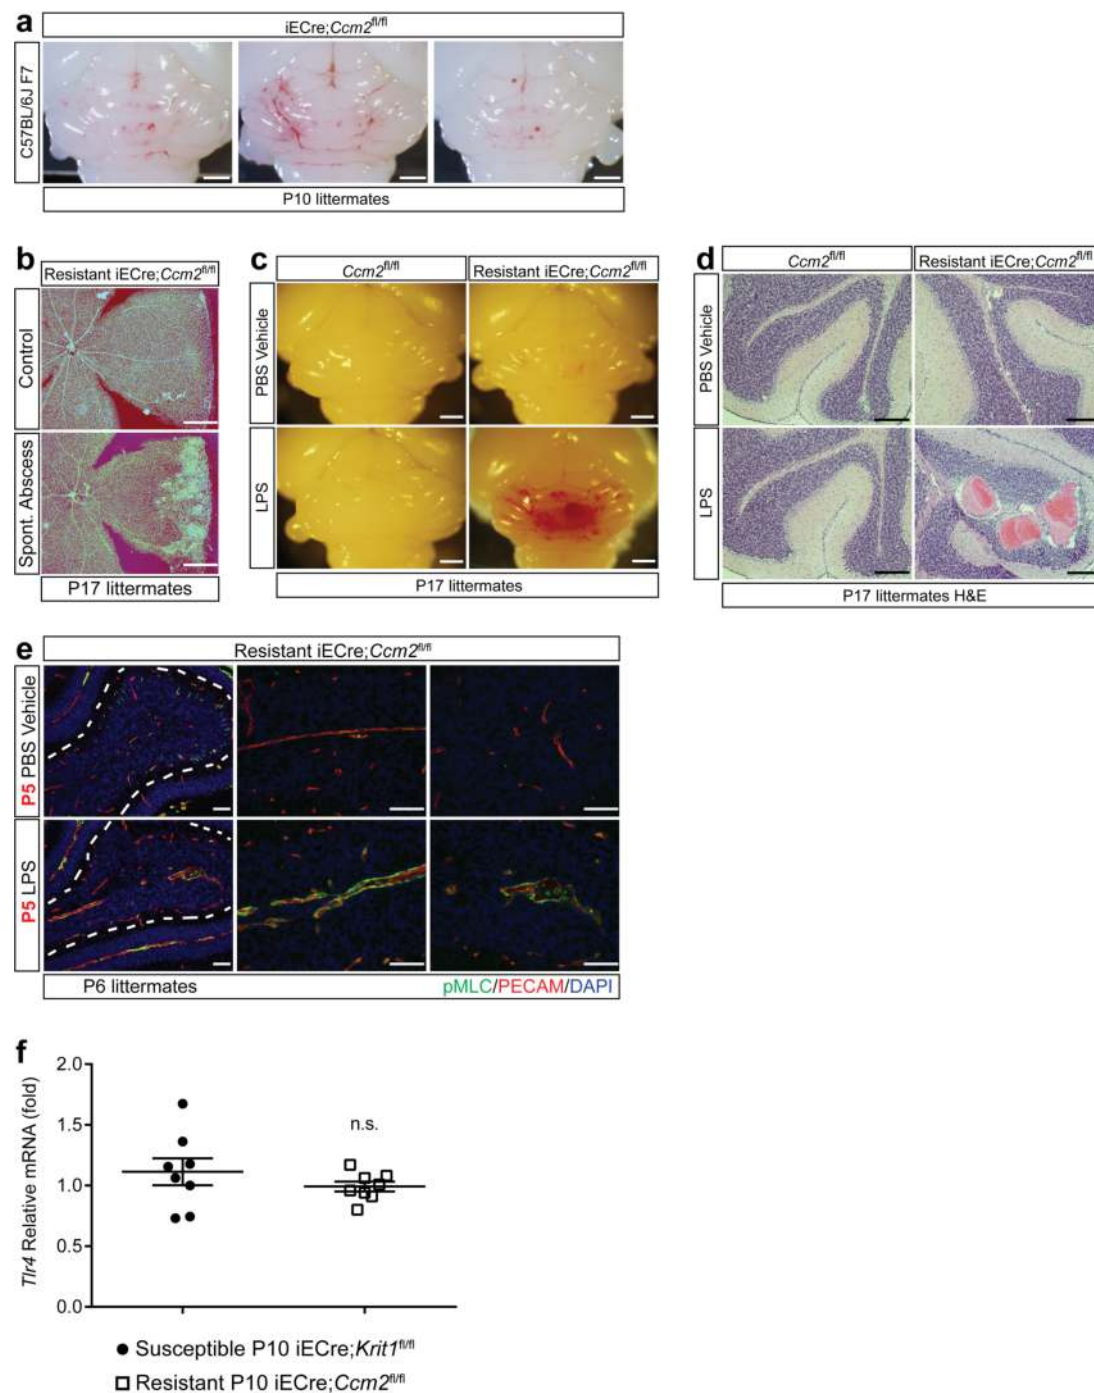 a
iECre;Ccm2fl/fl
C57BL/6J F7
P10 littermates
b
Resistant iECre;Ccm2fl/fl
Control
Spont. Abscess
P17 littermates
c
Ccm2fl/fl
Resistant iECre;Ccm2fl/fl
PBS Vehicle
LPS
P17 littermates
d
Ccm2fl/fl
Resistant iECre;Ccm2fl/fl
PBS Vehicle
LPS
P17 littermates H&E
e
Resistant iECre;Ccm2fl/fl
P5 PBS Vehicle
P5 LPS
P6 littermates
pMLC/PECAM/DAPI
f
Tlr4 Relative mRNA (fold)
2.0
1.5
1.0
0.5
0.0
n.s.
● Susceptible P10 iECre;Krit1fl/fl
□ Resistant P10 iECre;Ccm2fl/fl